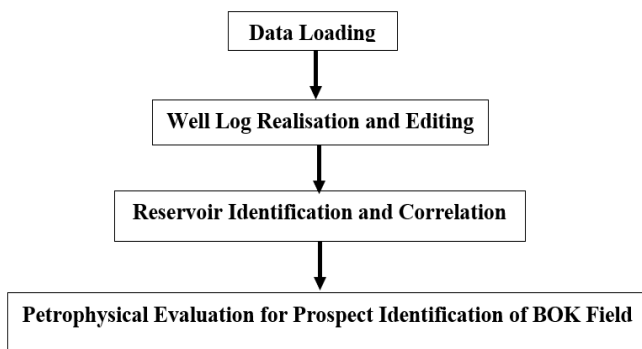 Data Loading
Well Log Realisation and Editing
Reservoir Identification and Correlation
Petrophysical Evaluation for Prospect Identification of BOK Field